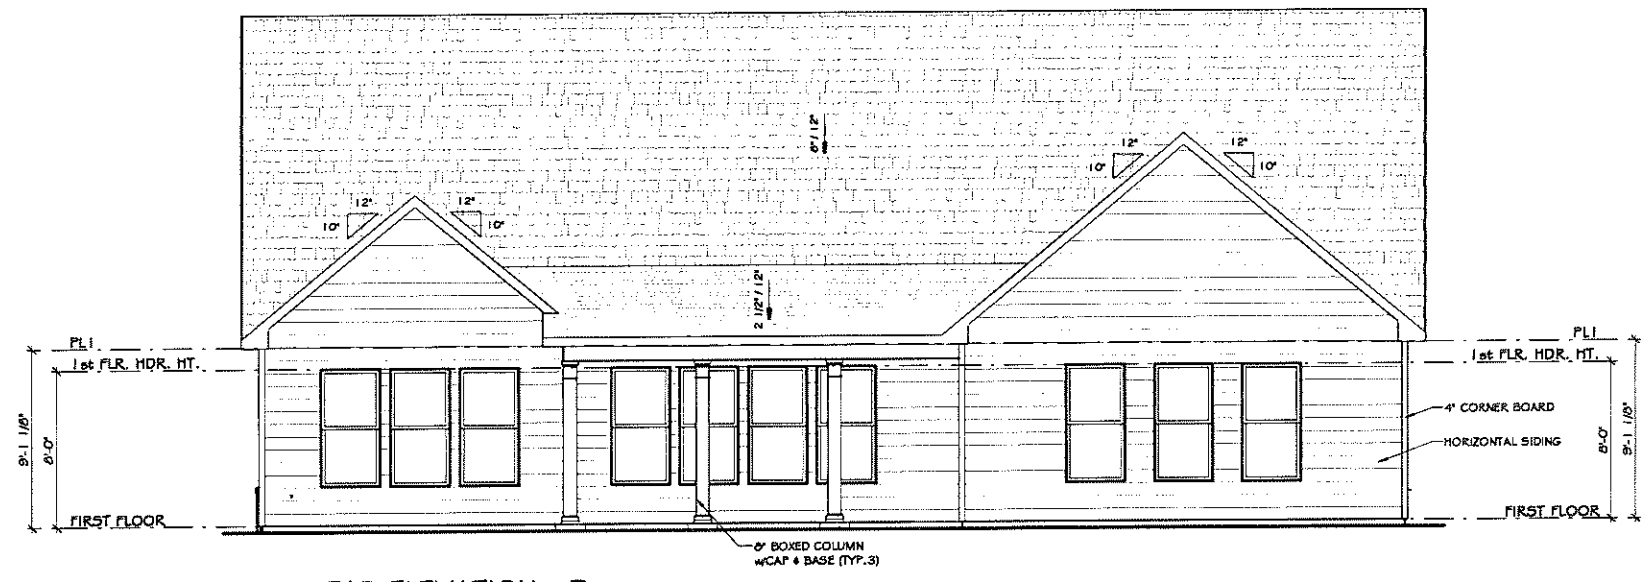 8"/12"
12"
12"
10"
10"
12"
12"
10"
10"
2 1/2"/12"
PL1
PL1
1st FLR. HDR. HT.
1st FLR. HDR. HT.
9'-1 1/8"
8'-0"
4" CORNER BOARD
HORIZONTAL SIDING
8'-0"
9'-1 1/8"
FIRST FLOOR
FIRST FLOOR
8" BOXED COLUMN
W/CAP & BASE (TYP.3)